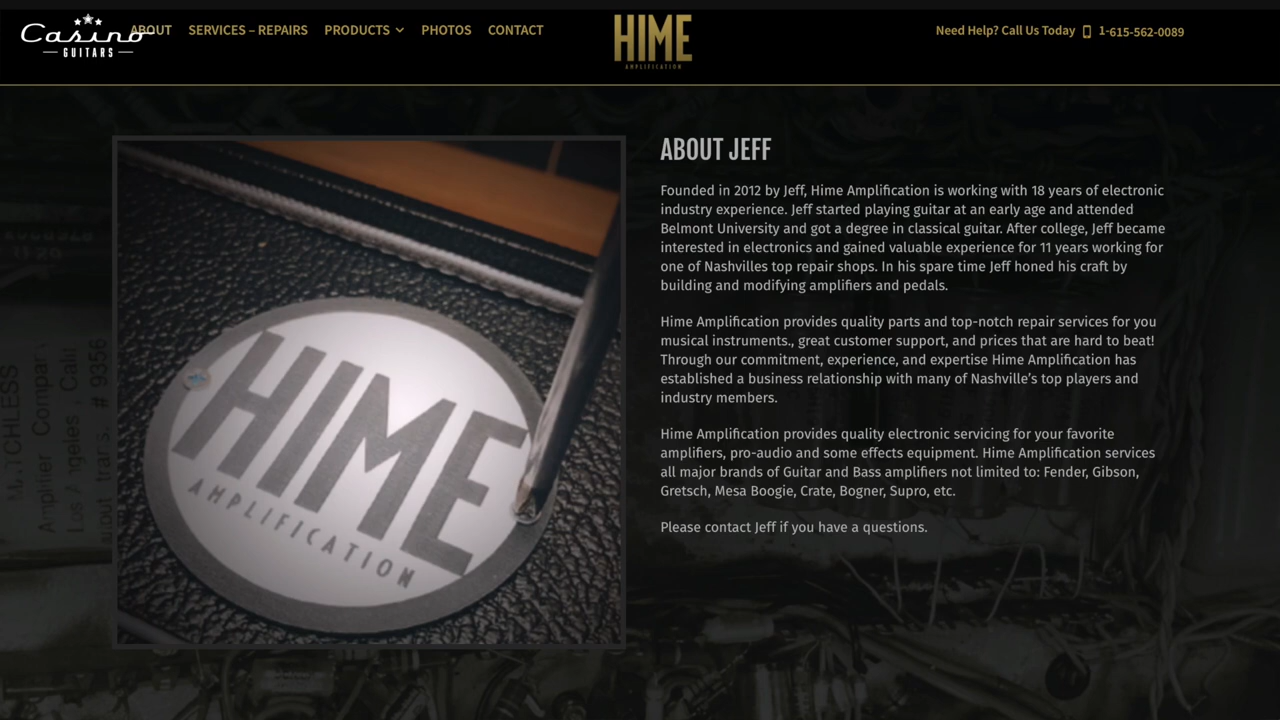 Casino
GUITARS
ABOUT SERVICES – REPAIRS PRODUCTS PHOTOS CONTACT
HIME
AMPLIFICATION
Need Help? Call Us Today 1-615-562-0089
HIME
AMPLIFICATION
ABOUT JEFF
Founded in 2012 by Jeff, Hime Amplification is working with 18 years of electronic
industry experience. Jeff started playing guitar at an early age and attended
Belmont University and got a degree in classical guitar. After college, Jeff became
interested in electronics and gained valuable experience for 11 years working for
one of Nashvilles top repair shops. In his spare time Jeff honed his craft by
building and modifying amplifiers and pedals.
Hime Amplification provides quality parts and top-notch repair services for you
musical instruments., great customer support, and prices that are hard to beat!
Through our commitment, experience, and expertise Hime Amplification has
established a business relationship with many of Nashville’s top players and
industry members.
Hime Amplification provides quality electronic servicing for your favorite
amplifiers, pro-audio and some effects equipment. Hime Amplification services
all major brands of Guitar and Bass amplifiers not limited to: Fender, Gibson,
Gretsch, Mesa Boogie, Crate, Bogner, Supro, etc.
Please contact Jeff if you have a questions.
# 9356